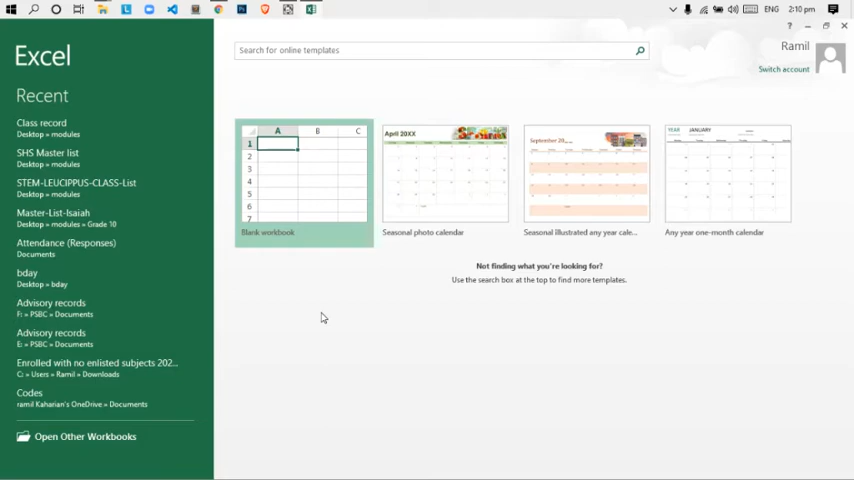 ENG
2:10 pm
?
Ramil
Switch account
Excel
Recent
Class record
Desktop » modules
SHS Master list
Desktop » modules
STEM-LEUCIPPUS-CLASS-List
Desktop » modules
Master-List-Isaiah
Desktop » modules » Grade 10
Attendance (Responses)
Documents
bday
Desktop » bday
Advisory records
F: » PSBC » Documents
Advisory records
E: » PSBC » Documents
Enrolled with no enlisted subjects 202...
C: » Users » Ramil » Downloads
Codes
ramil Kaharian's OneDrive » Documents
Open Other Workbooks
Search for online templates
A B C
1
2
3
4
5
6
7
Blank workbook
April 20XX
Seasonal photo calendar
September 20...
Seasonal illustrated any year cale...
YEAR JANUARY
Any year one-month calendar
Not finding what you're looking for?
Use the search box at the top to find more templates.